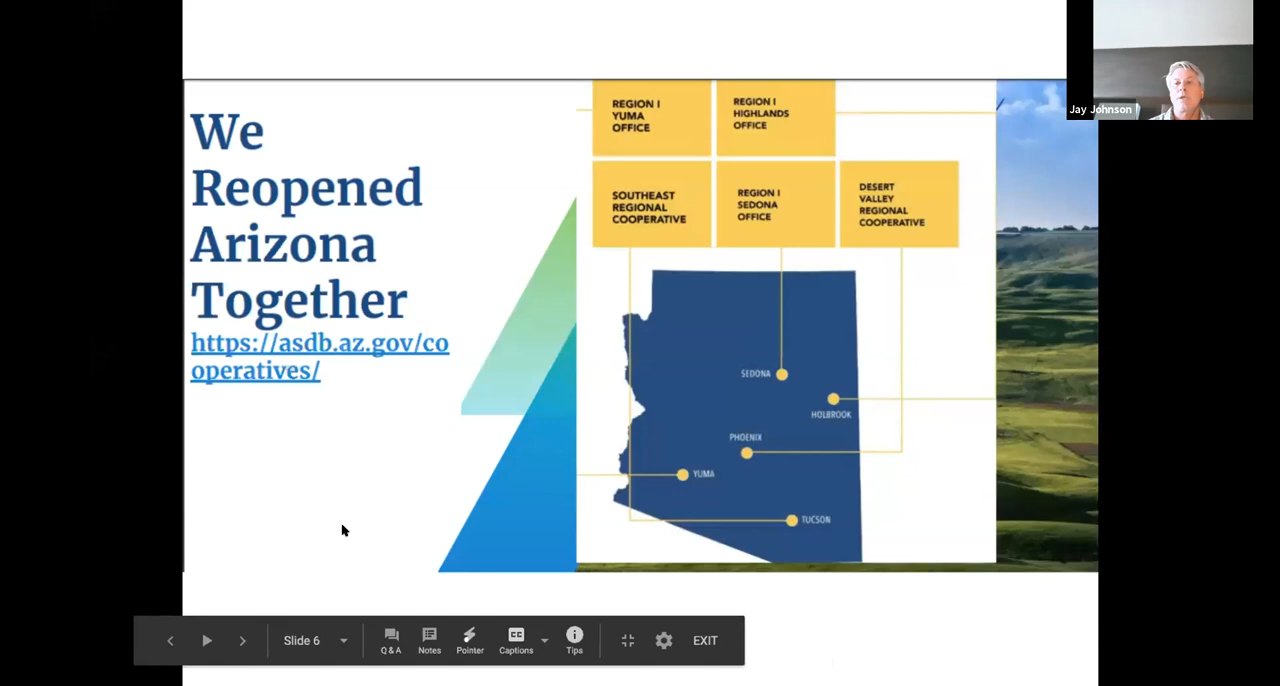 We
Reopened
Arizona
Together
https://asdb.az.gov/co
operatives/
REGION I
YUMA
OFFICE
REGION I
HIGHLANDS
OFFICE
SOUTHEAST
REGIONAL
COOPERATIVE
REGION I
SEDONA
OFFICE
DESERT
VALLEY
REGIONAL
COOPERATIVE
SEDONA
HOLBROOK
PHOENIX
YUMA
TUCSON
Jay Johnson
Slide 6
Q & A
Notes
Pointer
CC
Captions
Tips
EXIT